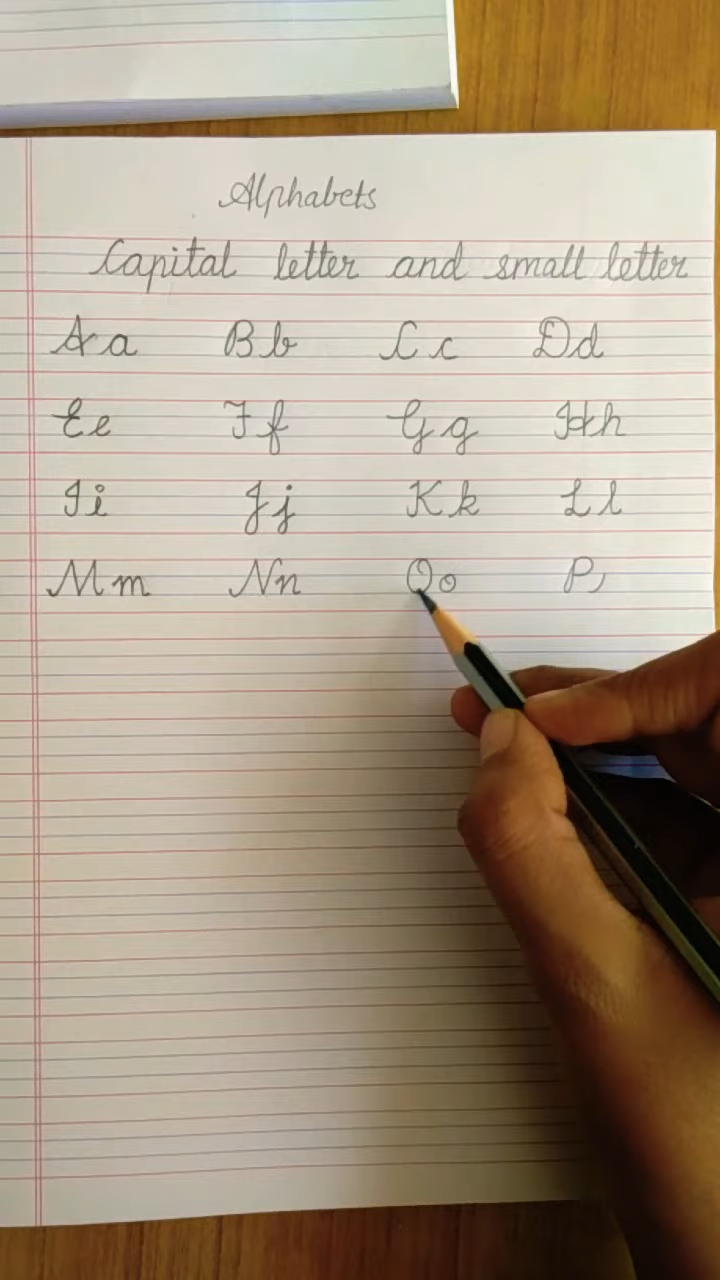 Alphabets
Capital letter and small letter
Aa Bb Cc Dd
Ee Ff Gg Hh
Ii Jj Kk Ll
Mm Nn Oo P